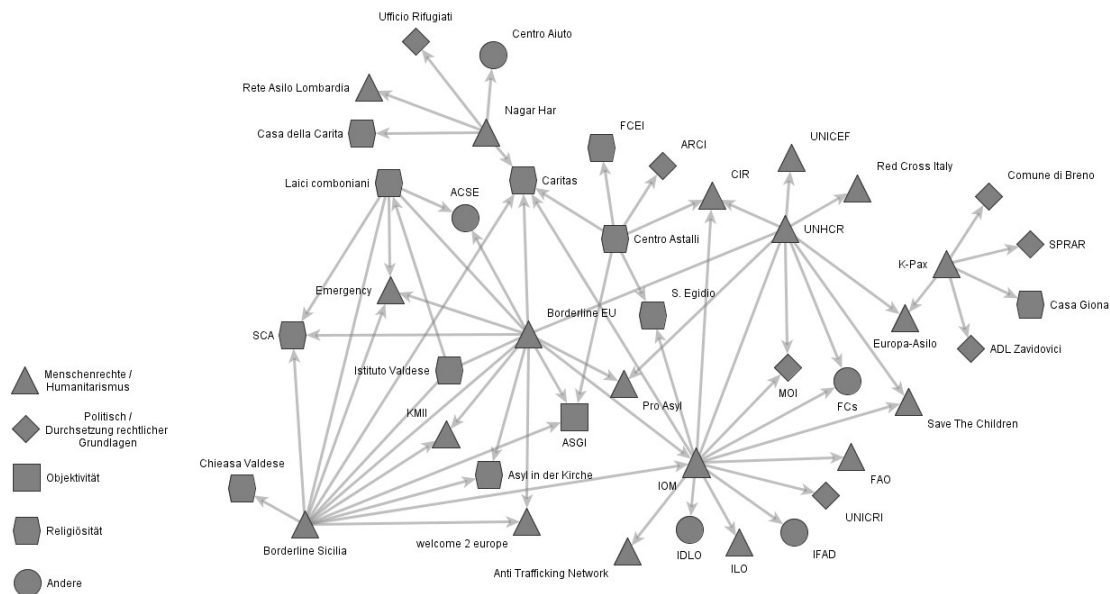 Ufficio Rifugiati
Centro Aiuto
Rete Asilo Lombardia
Nagar Har
Casa della Carita
FCEI
ARCI
UNICEF
Red Cross Italy
Comune di Breno
Laici comboniani
ACSE
Caritas
CIR
Centro Astalli
UNHCR
SPRAR
K-Pax
Emergency
Borderline EU
S. Egidio
Casa Giona
SCA
Europa-Asilo
ADL Zavidovici
Istituto Valdese
Pro Asyl
MOI
FCs
Save The Children
Menschenrechte /
Humanitarismus
Politisch /
Durchsetzung rechtlicher
Grundlagen
Objektivität
Religiösität
Andere
KMII
ASGI
Chieasa Valdese
Asyl in der Kirche
IOM
FAO
UNICRI
Borderline Sicilia
welcome 2 europe
Anti Trafficking Network
IDLO
ILO
IFAD